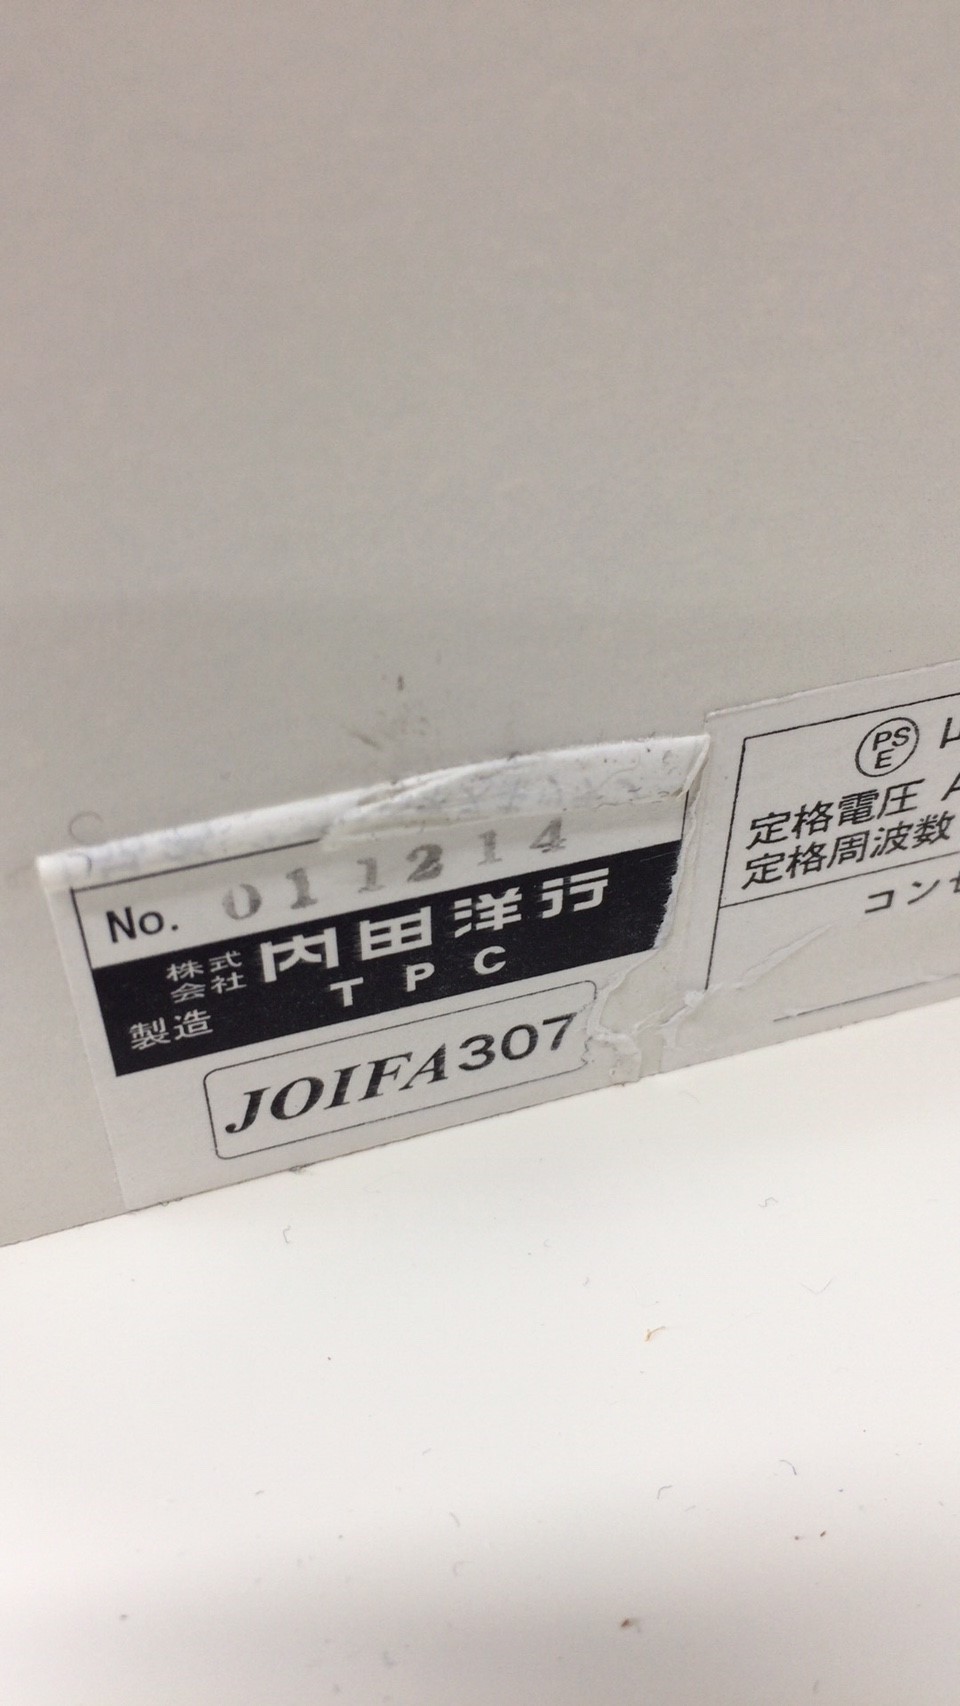 No. 011214
株式会社 内田洋行
製造 TPC
JOIFA307
PSE
定格電圧
定格周波数
コンセ